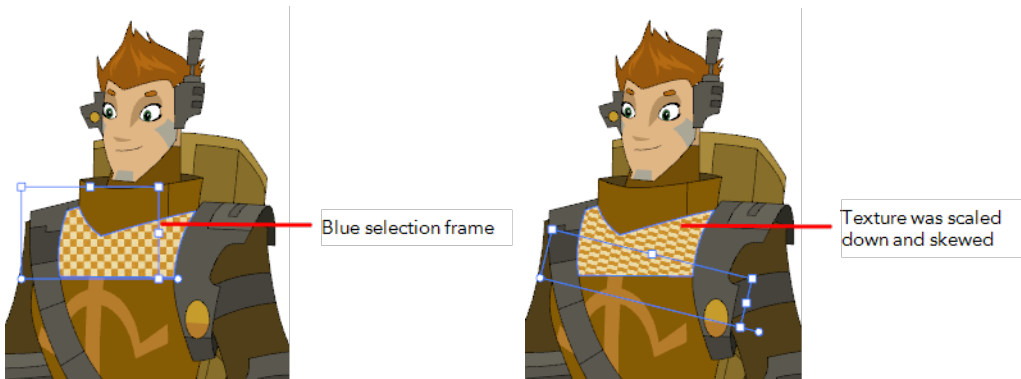 Blue selection frame
Texture was scaled
down and skewed